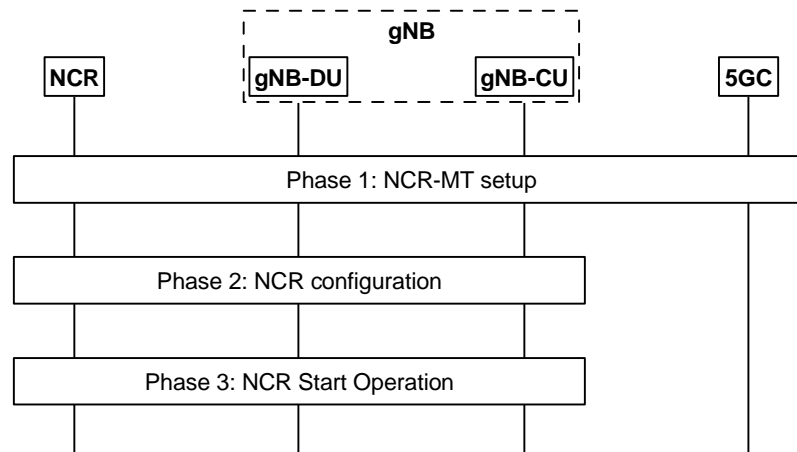 gNB
NCR
gNB-DU
gNB-CU
5GC
Phase 1: NCR-MT setup
Phase 2: NCR configuration
Phase 3: NCR Start Operation